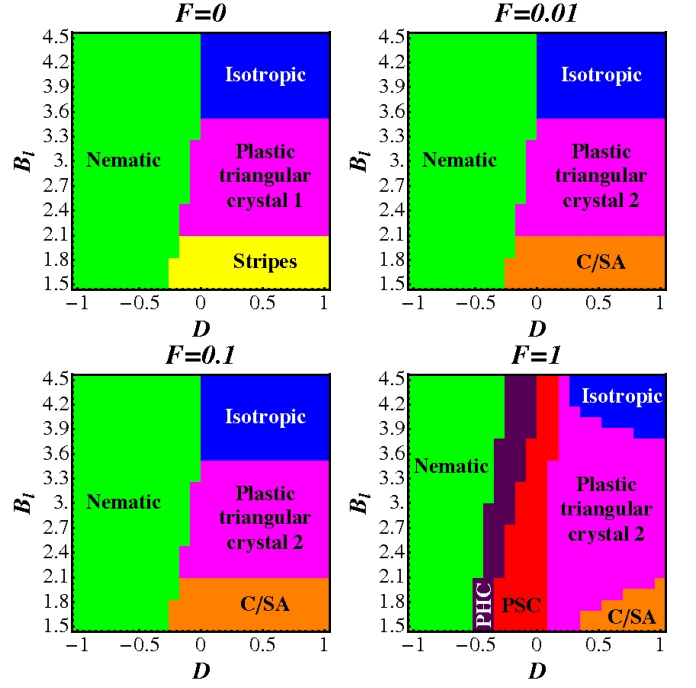 F=0
4.5
4.2
3.9
3.6
3.3
3.
2.7
2.4
2.1
1.8
1.5
B_l
Isotropic
Nematic
Plastic
triangular
crystal 1
Stripes
−1
−0.5
0
0.5
1
D
F=0.01
4.5
4.2
3.9
3.6
3.3
3.
2.7
2.4
2.1
1.8
1.5
B_l
Isotropic
Nematic
Plastic
triangular
crystal 2
C/SA
−1
−0.5
0
0.5
1
D
F=0.1
4.5
4.2
3.9
3.6
3.3
3.
2.7
2.4
2.1
1.8
1.5
B_l
Isotropic
Nematic
Plastic
triangular
crystal 2
C/SA
−1
−0.5
0
0.5
1
D
F=1
4.5
4.2
3.9
3.6
3.3
3.
2.7
2.4
2.1
1.8
1.5
B_l
Isotropic
Nematic
Plastic
triangular
crystal 2
PHC
PSC
C/SA
−1
−0.5
0
0.5
1
D